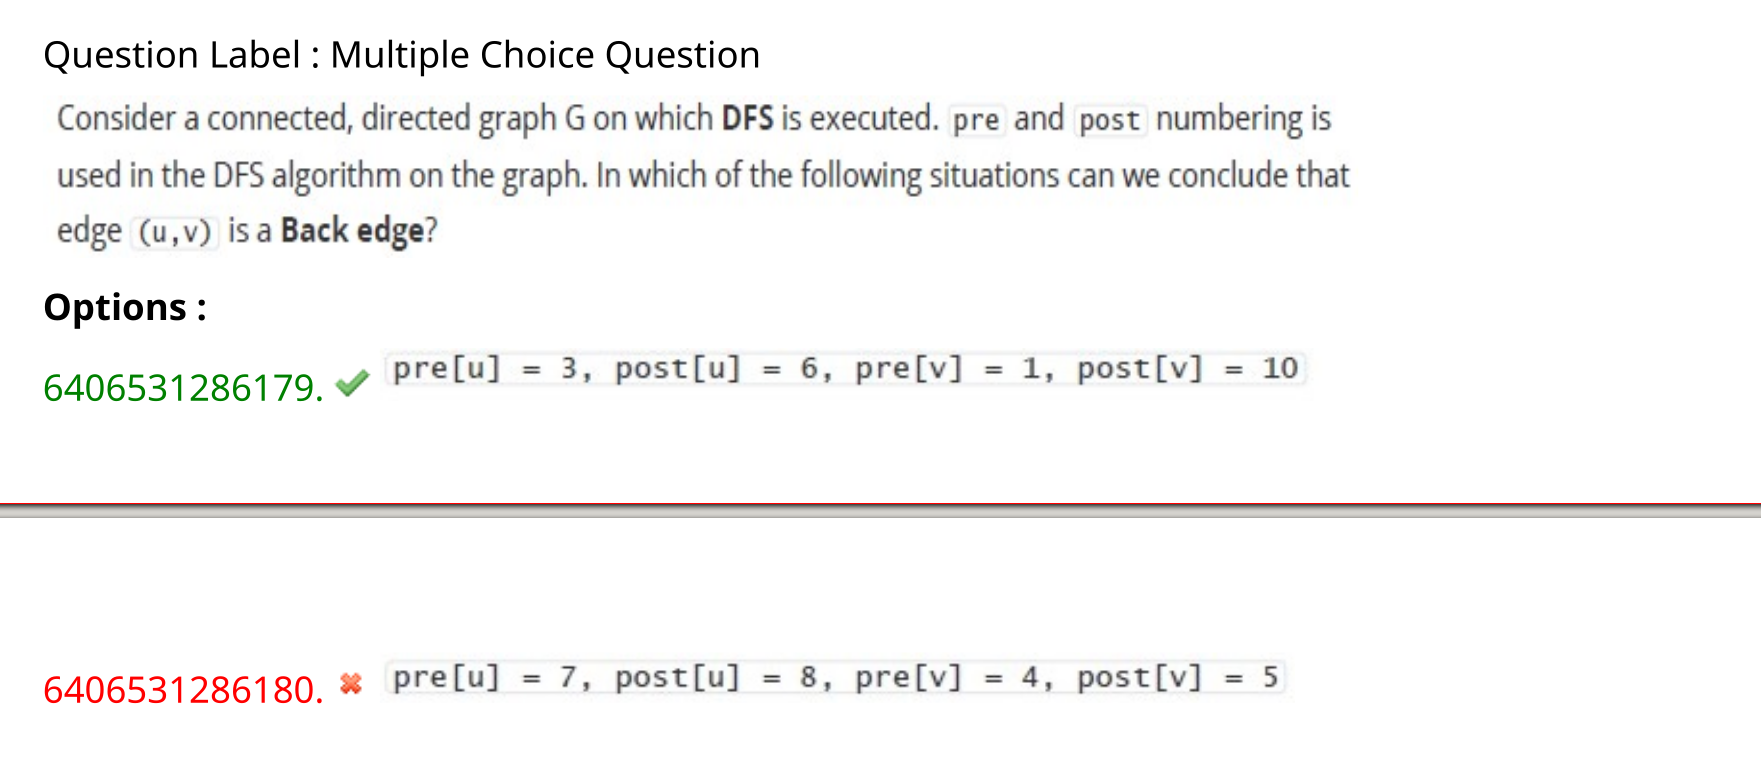 Question Label : Multiple Choice Question
Consider a connected, directed graph G on which DFS is executed. pre and post numbering is
used in the DFS algorithm on the graph. In which of the following situations can we conclude that
edge (u,v) is a Back edge?
Options :
6406531286179. ✔ pre[u] = 3, post[u] = 6, pre[v] = 1, post[v] = 10
6406531286180. ✖ pre[u] = 7, post[u] = 8, pre[v] = 4, post[v] = 5